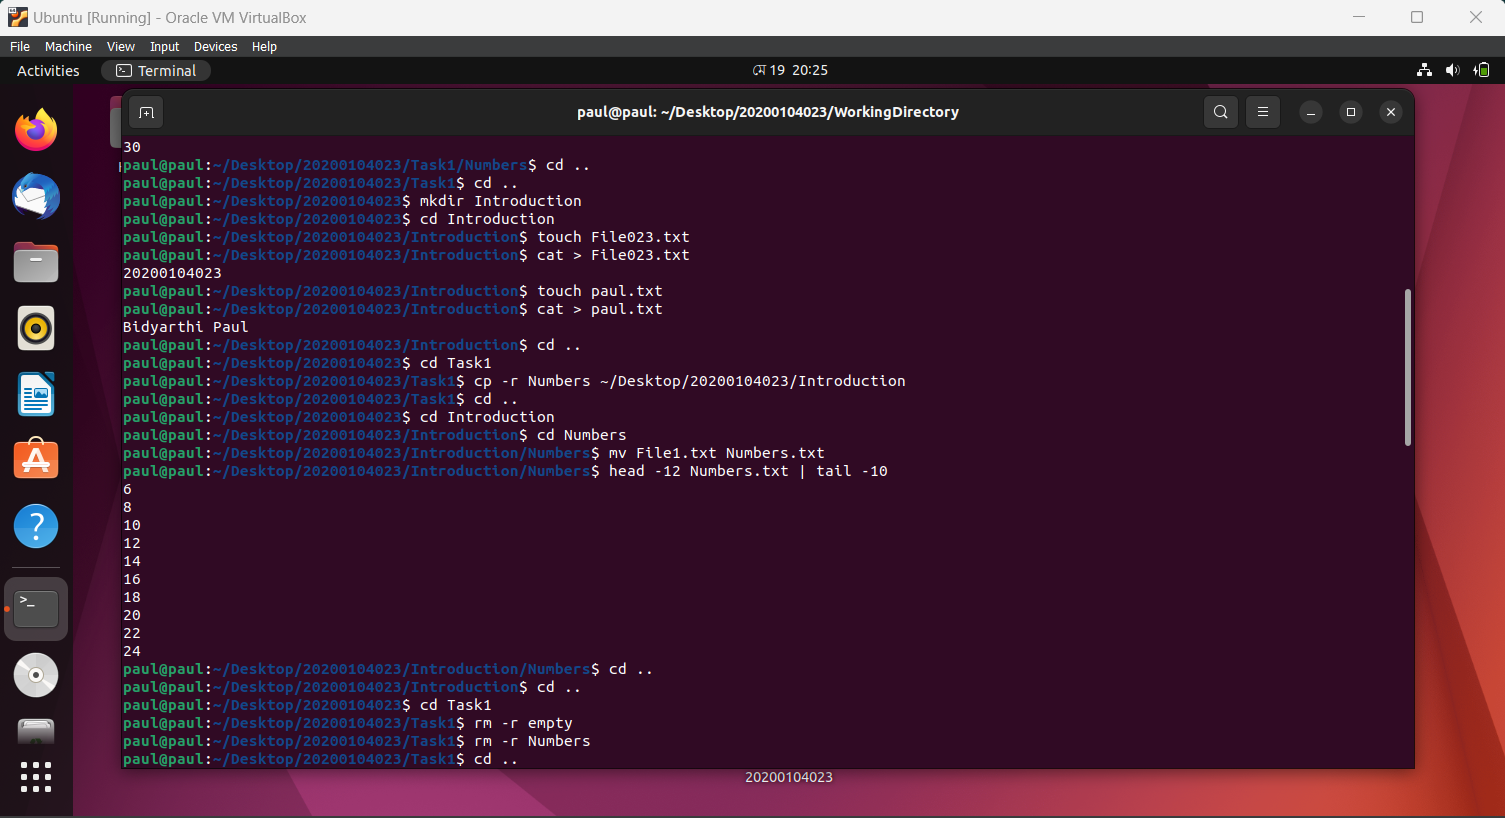 Ubuntu [Running] - Oracle VM VirtualBox
File Machine View Input Devices Help
Activities Terminal মে 19 20:25
paul@paul: ~/Desktop/20200104023/WorkingDirectory
30
paul@paul:~/Desktop/20200104023/Task1/Numbers$ cd ..
paul@paul:~/Desktop/20200104023/Task1$ cd ..
paul@paul:~/Desktop/20200104023$ mkdir Introduction
paul@paul:~/Desktop/20200104023$ cd Introduction
paul@paul:~/Desktop/20200104023/Introduction$ touch File023.txt
paul@paul:~/Desktop/20200104023/Introduction$ cat > File023.txt
20200104023
paul@paul:~/Desktop/20200104023/Introduction$ touch paul.txt
paul@paul:~/Desktop/20200104023/Introduction$ cat > paul.txt
Bidyarthi Paul
paul@paul:~/Desktop/20200104023/Introduction$ cd ..
paul@paul:~/Desktop/20200104023$ cd Task1
paul@paul:~/Desktop/20200104023/Task1$ cp -r Numbers ~/Desktop/20200104023/Introduction
paul@paul:~/Desktop/20200104023/Task1$ cd ..
paul@paul:~/Desktop/20200104023$ cd Introduction
paul@paul:~/Desktop/20200104023/Introduction$ cd Numbers
paul@paul:~/Desktop/20200104023/Introduction/Numbers$ mv File1.txt Numbers.txt
paul@paul:~/Desktop/20200104023/Introduction/Numbers$ head -12 Numbers.txt | tail -10
6
8
10
12
14
16
18
20
22
24
paul@paul:~/Desktop/20200104023/Introduction/Numbers$ cd ..
paul@paul:~/Desktop/20200104023/Introduction$ cd ..
paul@paul:~/Desktop/20200104023$ cd Task1
paul@paul:~/Desktop/20200104023/Task1$ rm -r empty
paul@paul:~/Desktop/20200104023/Task1$ rm -r Numbers
paul@paul:~/Desktop/20200104023/Task1$ cd ..
20200104023